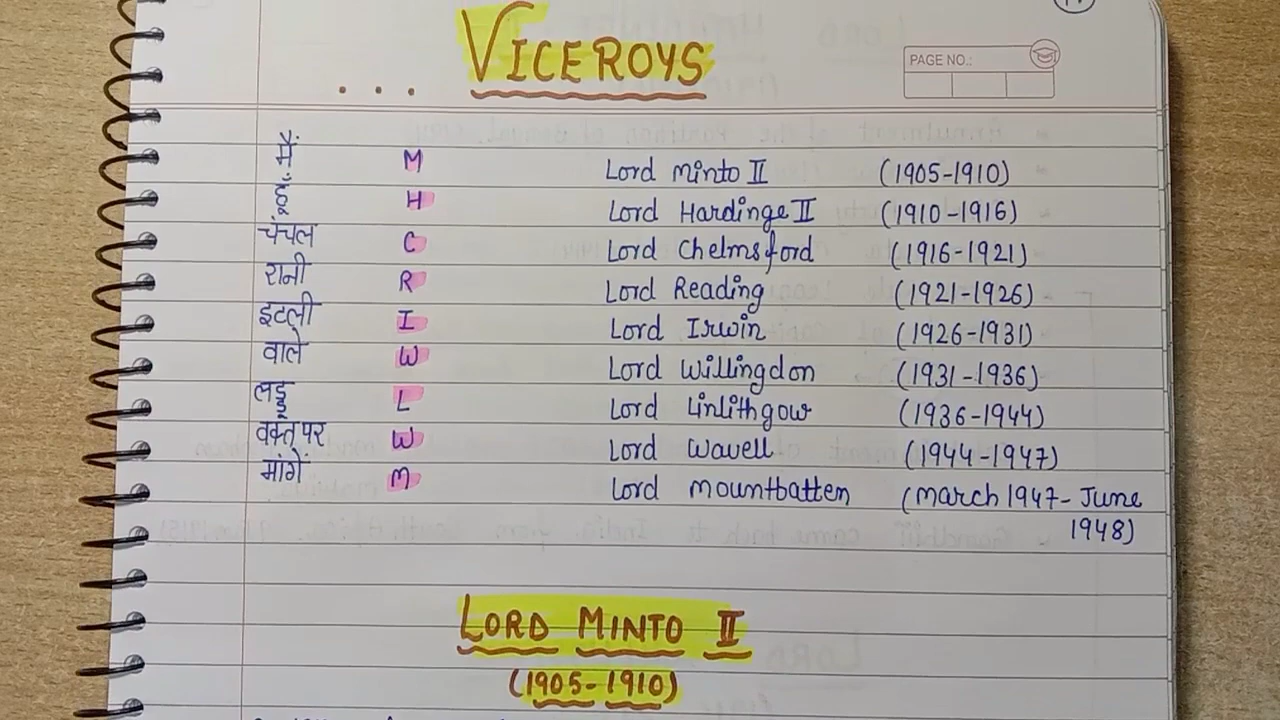 VICEROYS
. . .
PAGE NO.:
मैं M Lord Minto II (1905-1910)
हूँ H Lord Hardinge II (1910-1916)
चंचल C Lord Chelmsford (1916-1921)
रानी R Lord Reading (1921-1926)
इटली I Lord Irwin (1926-1931)
वाले W Lord Willingdon (1931-1936)
लड्डू L Lord Linlithgow (1936-1944)
वक़्त पर W Lord Wavell (1944-1947)
मांगें M Lord Mountbatten (March 1947- June
1948)
LORD MINTO II
(1905-1910)